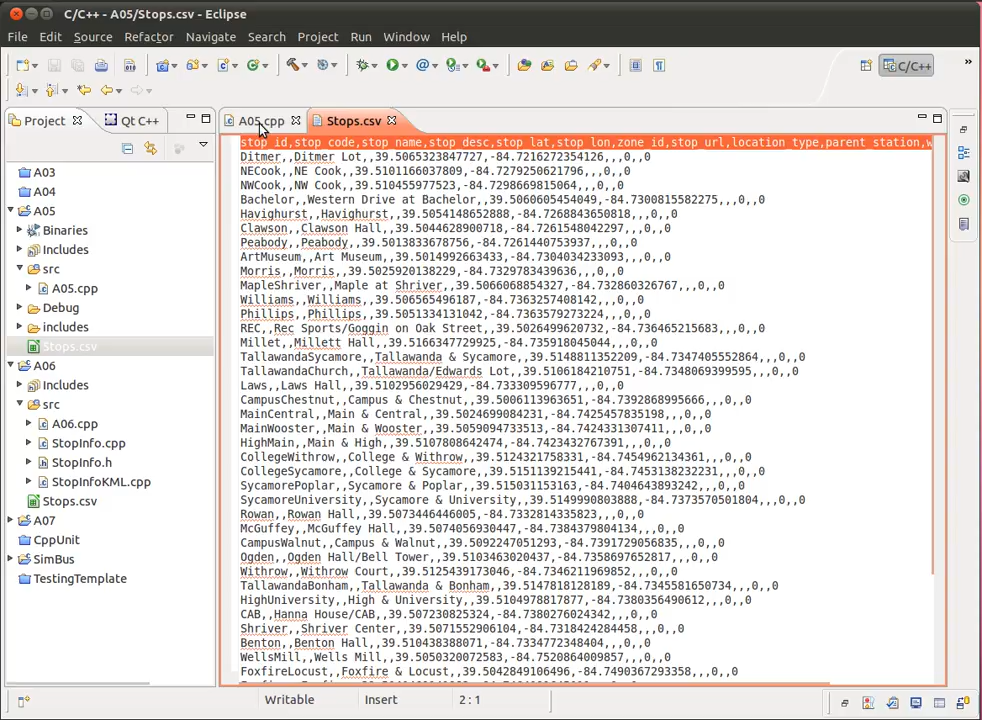 C/C++ - A05/Stops.csv - Eclipse
File Edit Source Refactor Navigate Search Project Run Window Help
C/C++
Project Qt C++
A05.cpp Stops.csv
A03
A04
A05
Binaries
Includes
src
A05.cpp
Debug
includes
Stops.csv
A06
Includes
src
A06.cpp
StopInfo.cpp
StopInfo.h
StopInfoKML.cpp
Stops.csv
A07
CppUnit
SimBus
TestingTemplate
stop_id,stop_code,stop_name,stop_desc,stop_lat,stop_lon,zone_id,stop_url,location_type,parent_station,w
Ditmer,,Ditmer Lot,,39.5065323847727,-84.7216272354126,,,0,,0
NECook,,NE Cook,,39.5101166037809,-84.7279250621796,,,0,,0
NWCook,,NW Cook,,39.510455977523,-84.7298669815064,,,0,,0
Bachelor,,Western Drive at Bachelor,,39.5060605454049,-84.7300815582275,,,0,,0
Havighurst,,Havighurst,,39.5054148652888,-84.7268843650818,,,0,,0
Clawson,,Clawson Hall,,39.5044628900718,-84.7261548042297,,,0,,0
Peabody,,Peabody,,39.5013833678756,-84.7261440753937,,,0,,0
ArtMuseum,,Art Museum,,39.5014992663433,-84.7304034233093,,,0,,0
Morris,,Morris,,39.5025920138229,-84.7329783439636,,,0,,0
MapleShriver,,Maple at Shriver,,39.5066068854327,-84.732860326767,,,0,,0
Williams,,Williams,,39.506565496187,-84.7363257408142,,,0,,0
Phillips,,Phillips,,39.5051334131042,-84.7363579273224,,,0,,0
REC,,Rec Sports/Goggin on Oak Street,,39.5026499620732,-84.736465215683,,,0,,0
Millet,,Millett Hall,,39.5166347729925,-84.735918045044,,,0,,0
TallawandaSycamore,,Tallawanda & Sycamore,,39.5148811352209,-84.7347405552864,,,0,,0
TallawandaChurch,,Tallawanda/Edwards Lot,,39.5106184210751,-84.7348069399595,,,0,,0
Laws,,Laws Hall,,39.5102956029429,-84.733309596777,,,0,,0
CampusChestnut,,Campus & Chestnut,,39.5006113963651,-84.7392868995666,,,0,,0
MainCentral,,Main & Central,,39.5024699084231,-84.7425457835198,,,0,,0
MainWooster,,Main & Wooster,,39.5059094733513,-84.7424331307411,,,0,,0
HighMain,,Main & High,,39.5107808642474,-84.7423432767391,,,0,,0
CollegeWithrow,,College & Withrow,,39.5124321758331,-84.7454962134361,,,0,,0
CollegeSycamore,,College & Sycamore,,39.5151139215441,-84.7453138232231,,,0,,0
SycamorePoplar,,Sycamore & Poplar,,39.515031153163,-84.7404643893242,,,0,,0
SycamoreUniversity,,Sycamore & University,,39.5149990803888,-84.7373570501804,,,0,,0
Rowan,,Rowan Hall,,39.5073446446005,-84.7332814335823,,,0,,0
McGuffey,,McGuffey Hall,,39.5074056930447,-84.7384379804134,,,0,,0
CampusWalnut,,Campus & Walnut,,39.5092247051293,-84.7391729056835,,,0,,0
Ogden,,Ogden Hall/Bell Tower,,39.5103463020437,-84.7358697652817,,,0,,0
Withrow,,Withrow Court,,39.5125439173046,-84.7346211969852,,,0,,0
TallawandaBonham,,Tallawanda & Bonham,,39.5147818128189,-84.7345581650734,,,0,,0
HighUniversity,,High & University,,39.5104978817877,-84.7380356490612,,,0,,0
CAB,,Hanna House/CAB,,39.507230825324,-84.7380276024342,,,0,,0
Shriver,,Shriver Center,,39.5071552906104,-84.7318424284458,,,0,,0
Benton,,Benton Hall,,39.510438388071,-84.7334772348404,,,0,,0
WellsMill,,Wells Mill,,39.5050320072583,-84.7520864009857,,,0,,0
FoxfireLocust,,Foxfire & Locust,,39.5042849106496,-84.7490367293358,,,0,,0
Writable Insert 2 : 1